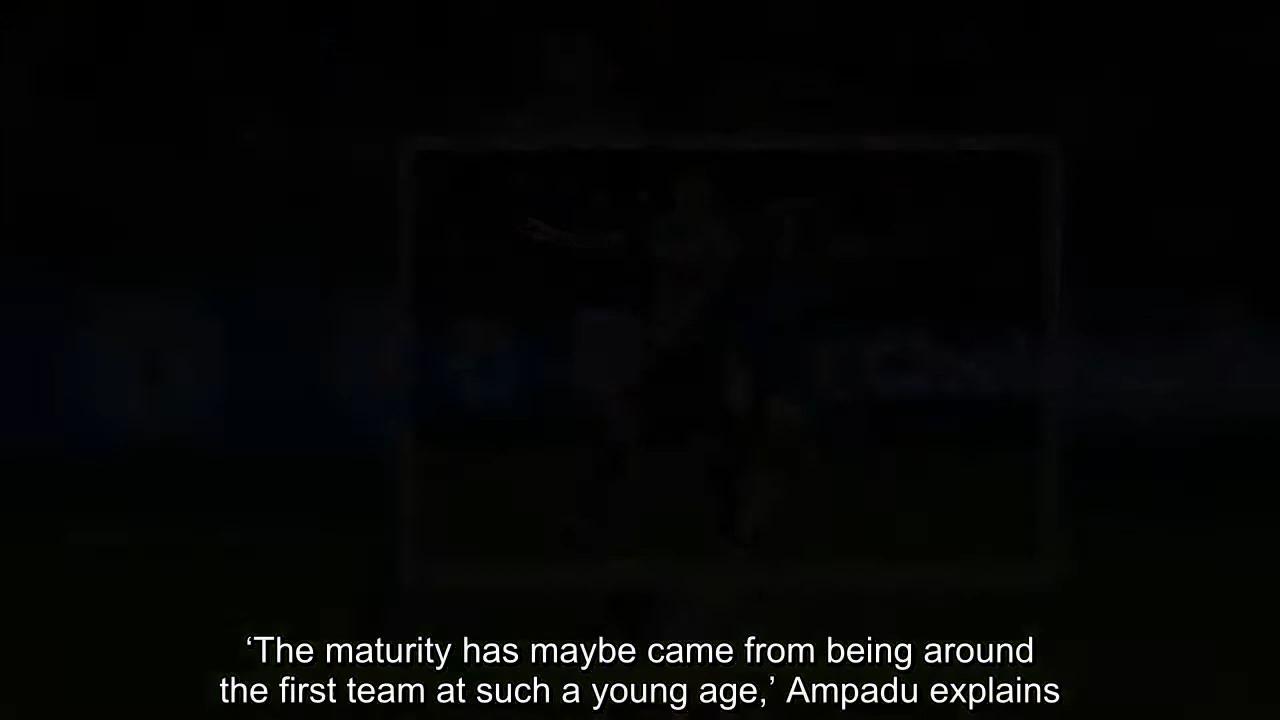 ‘The maturity has maybe came from being around
the first team at such a young age,’ Ampadu explains